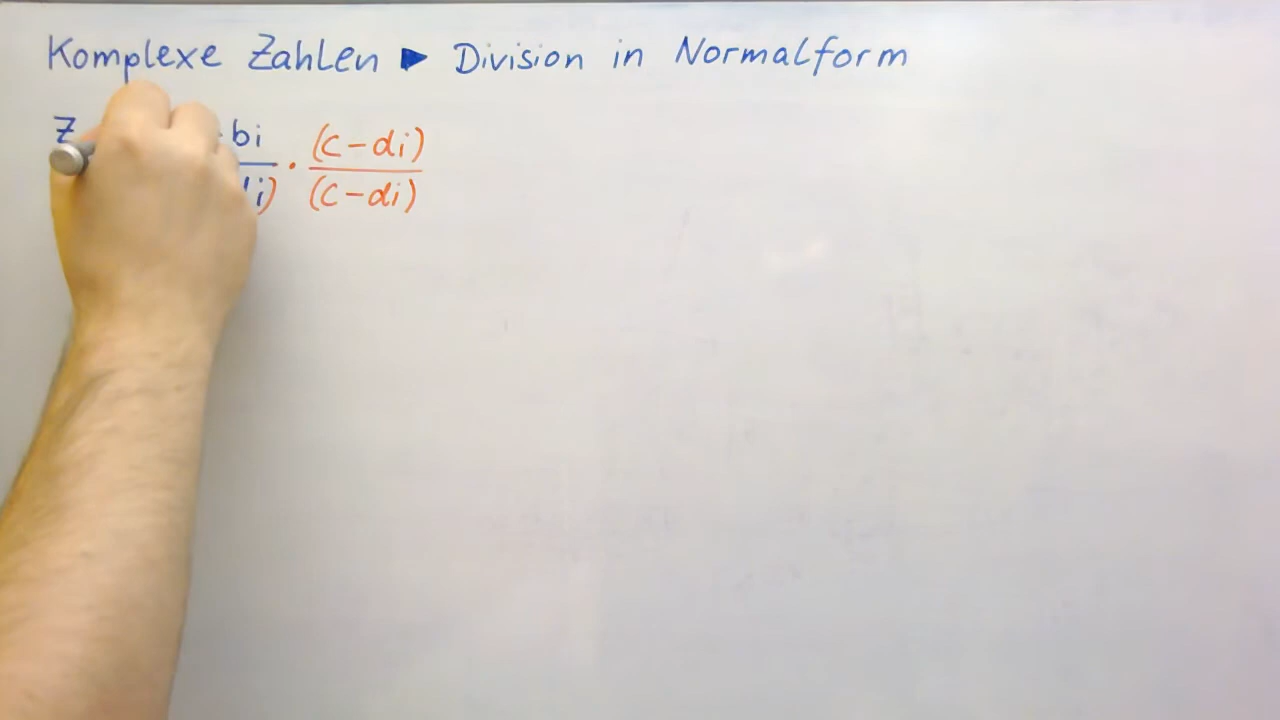 Komplexe Zahlen ▶ Division in Normalform
Z bi · (c-di)
i) (c-di)